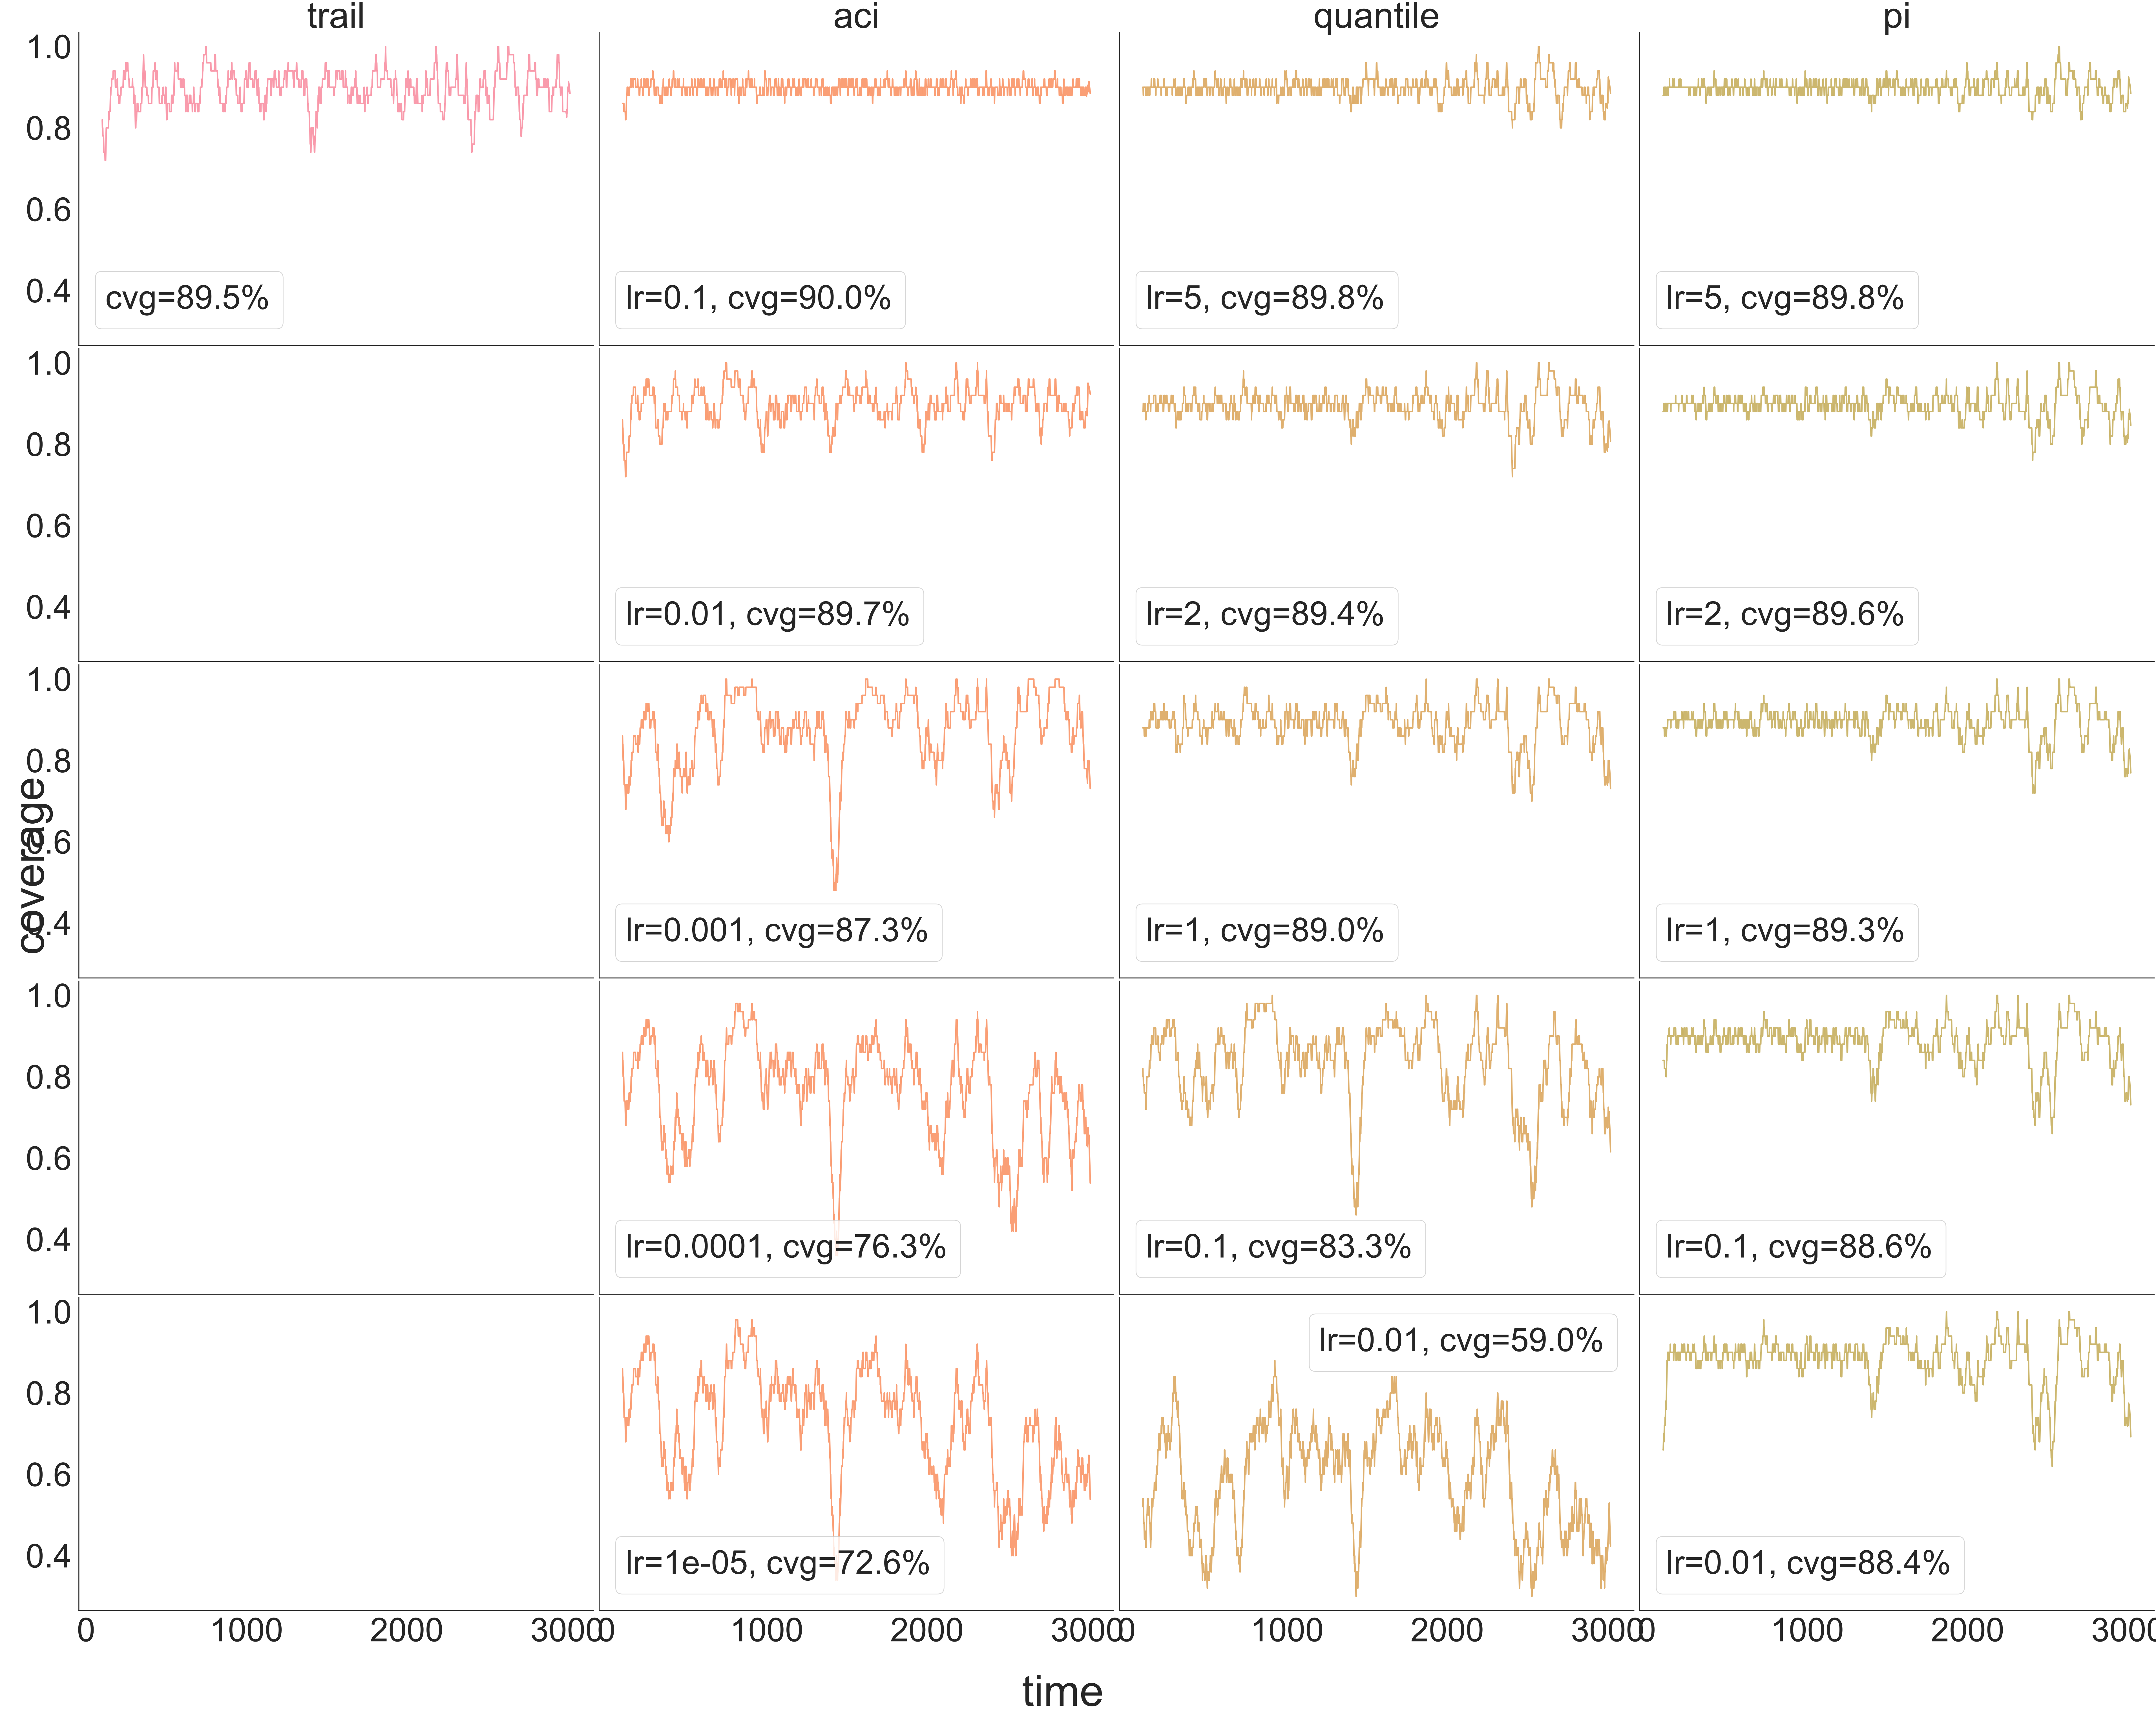 trail aci quantile pi
1.0
0.8
0.6
0.4
cvg=89.5% lr=0.1, cvg=90.0% lr=5, cvg=89.8% lr=5, cvg=89.8%
1.0
0.8
0.6
0.4
lr=0.01, cvg=89.7% lr=2, cvg=89.4% lr=2, cvg=89.6%
1.0
0.8
0.6
0.4
coverage
lr=0.001, cvg=87.3% lr=1, cvg=89.0% lr=1, cvg=89.3%
1.0
0.8
0.6
0.4
lr=0.0001, cvg=76.3% lr=0.1, cvg=83.3% lr=0.1, cvg=88.6%
1.0
lr=0.01, cvg=59.0%
0.8
0.6
0.4
lr=1e-05, cvg=72.6% lr=0.01, cvg=88.4%
0 1000 2000 3000 0 1000 2000 3000 0 1000 2000 3000 0 1000 2000 3000
time